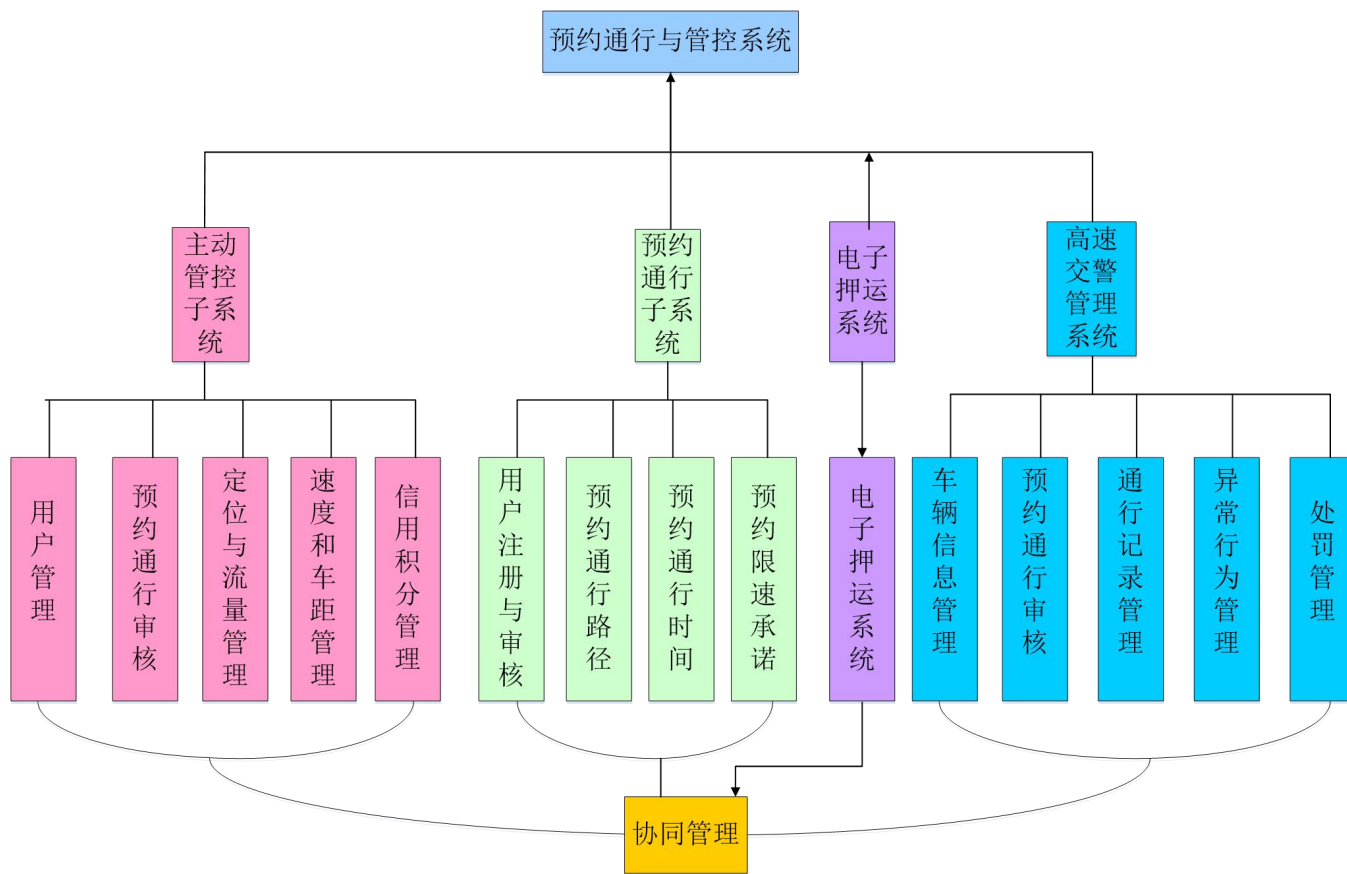 预约通行与管控系统
主动
管控
子系
统
预约
通行
子系
统
电子
押运
系统
高速
交警
管理
系统
用户管理
预约通行审核
定位与流量管理
速度和车距管理
信用积分管理
用户注册与审核
预约通行路径
预约通行时间
预约限速承诺
电子押运系统
车辆信息管理
预约通行审核
通行记录管理
异常行为管理
处罚管理
协同管理